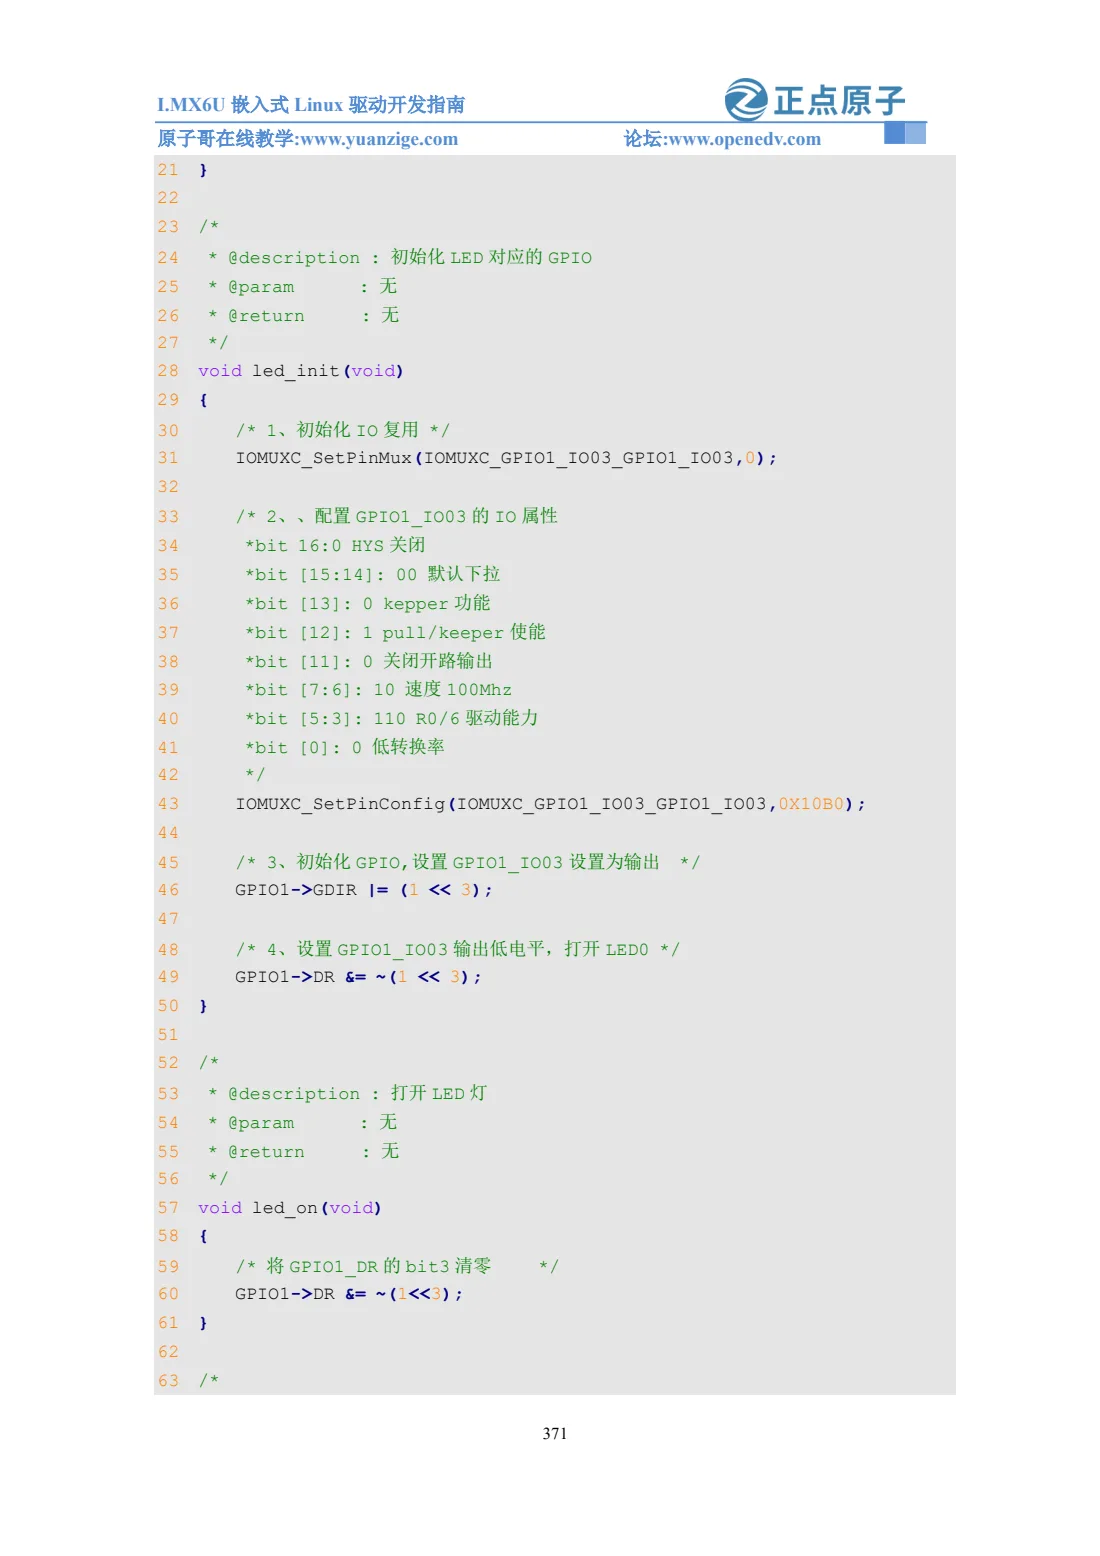 I.MX6U 嵌入式 Linux 驱动开发指南
正点原子
原子哥在线教学:www.yuanzige.com 论坛:www.openedv.com
21 }
22
23 /*
24 * @description : 初始化 LED 对应的 GPIO
25 * @param : 无
26 * @return : 无
27 */
28 void led_init(void)
29 {
30 /* 1、初始化 IO 复用 */
31 IOMUXC_SetPinMux(IOMUXC_GPIO1_IO03_GPIO1_IO03,0);
32
33 /* 2、、配置 GPIO1_IO03 的 IO 属性
34 *bit 16:0 HYS 关闭
35 *bit [15:14]: 00 默认下拉
36 *bit [13]: 0 kepper 功能
37 *bit [12]: 1 pull/keeper 使能
38 *bit [11]: 0 关闭开路输出
39 *bit [7:6]: 10 速度 100Mhz
40 *bit [5:3]: 110 R0/6 驱动能力
41 *bit [0]: 0 低转换率
42 */
43 IOMUXC_SetPinConfig(IOMUXC_GPIO1_IO03_GPIO1_IO03,0X10B0);
44
45 /* 3、初始化 GPIO,设置 GPIO1_IO03 设置为输出 */
46 GPIO1->GDIR |= (1 << 3);
47
48 /* 4、设置 GPIO1_IO03 输出低电平，打开 LED0 */
49 GPIO1->DR &= ~(1 << 3);
50 }
51
52 /*
53 * @description : 打开 LED 灯
54 * @param : 无
55 * @return : 无
56 */
57 void led_on(void)
58 {
59 /* 将 GPIO1_DR 的 bit3 清零 */
60 GPIO1->DR &= ~(1<<3);
61 }
62
63 /*
371